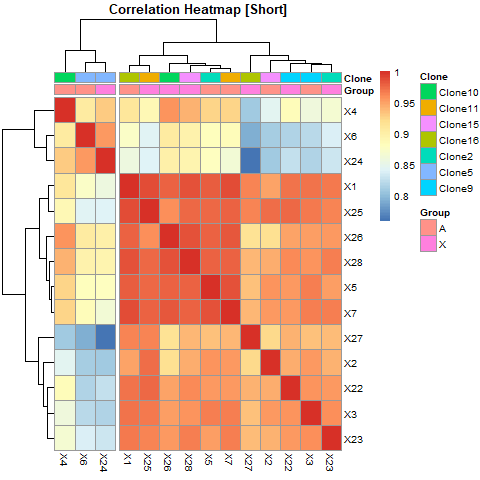 Correlation Heatmap [Short]
Clone
Group
X4
X6
X24
X1
X25
X26
X28
X5
X7
X27
X2
X22
X3
X23
X4 X6 X24 X1 X25 X26 X28 X5 X7 X27 X2 X22 X3 X23
1
0.95
0.9
0.85
0.8
Clone
Clone10
Clone11
Clone15
Clone16
Clone2
Clone5
Clone9
Group
A
X